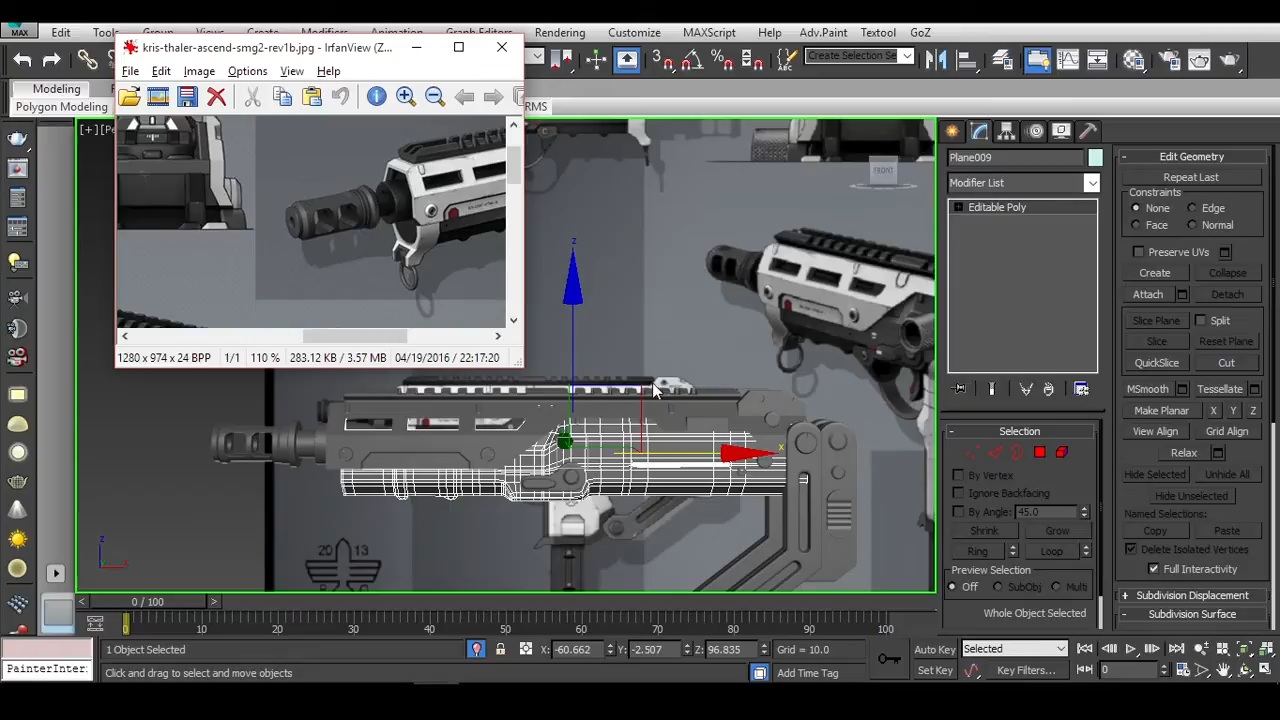 MAX
Edit
Tools
Group
Views
Create
Modifiers
Animation
Graph Editors
Rendering
Customize
MAXScript
Help
Adv.Paint
Textool
GoZ
kris-thaler-ascend-smg2-rev1b.jpg - IrfanView (Z...
File
Edit
Image
Options
View
Help
Create Selection Se
Modeling
Polygon Modeling
RMS
[+]
FRONT
z
x
20
13
1280 x 974 x 24 BPP
1/1
110 %
283.12 KB / 3.57 MB
04/19/2016 / 22:17:20
Plane009
Modifier List
Editable Poly
Selection
By Vertex
Ignore Backfacing
By Angle: 45.0
Shrink
Grow
Ring
Loop
Preview Selection
Off
SubObj
Multi
Whole Object Selected
Edit Geometry
Repeat Last
Constraints
None
Edge
Face
Normal
Preserve UVs
Create
Collapse
Attach
Detach
Slice Plane
Split
Slice
Reset Plane
QuickSlice
Cut
MSmooth
Tessellate
Make Planar
X
Y
Z
View Align
Grid Align
Relax
Hide Selected
Unhide All
Hide Unselected
Named Selections:
Copy
Paste
Delete Isolated Vertices
Full Interactivity
Subdivision Displacement
Subdivision Surface
0 / 100
0
10
20
30
40
50
60
70
80
90
100
PainterInter
1 Object Selected
Click and drag to select and move objects
X: -60.662
Y: -2.507
Z: 96.835
Grid = 10.0
Add Time Tag
Auto Key
Selected
Set Key
Key Filters...
0